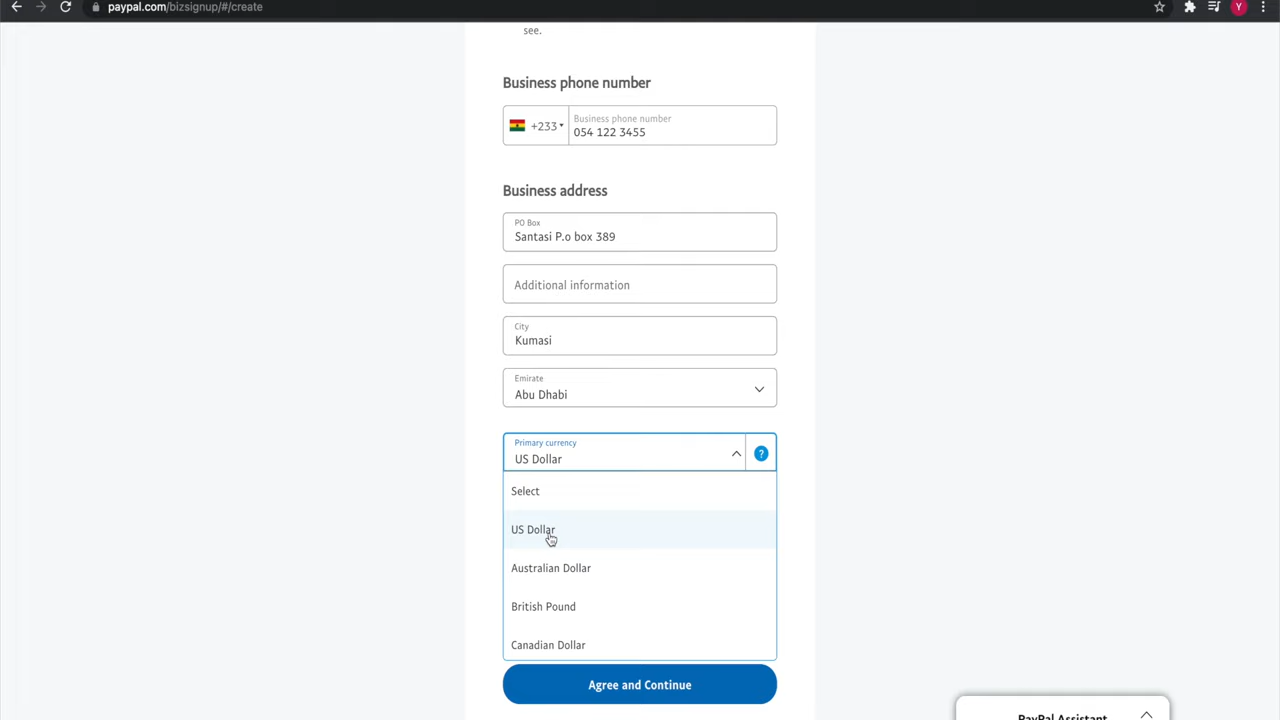 paypal.com/bizsignup/#/create
Y
see.
Business phone number
+233
Business phone number
054 122 3455
Business address
PO Box
Santasi P.o box 389
Additional information
City
Kumasi
Emirate
Abu Dhabi
Primary currency
US Dollar
?
Select
US Dollar
Australian Dollar
British Pound
Canadian Dollar
Agree and Continue
PayPal Assistant